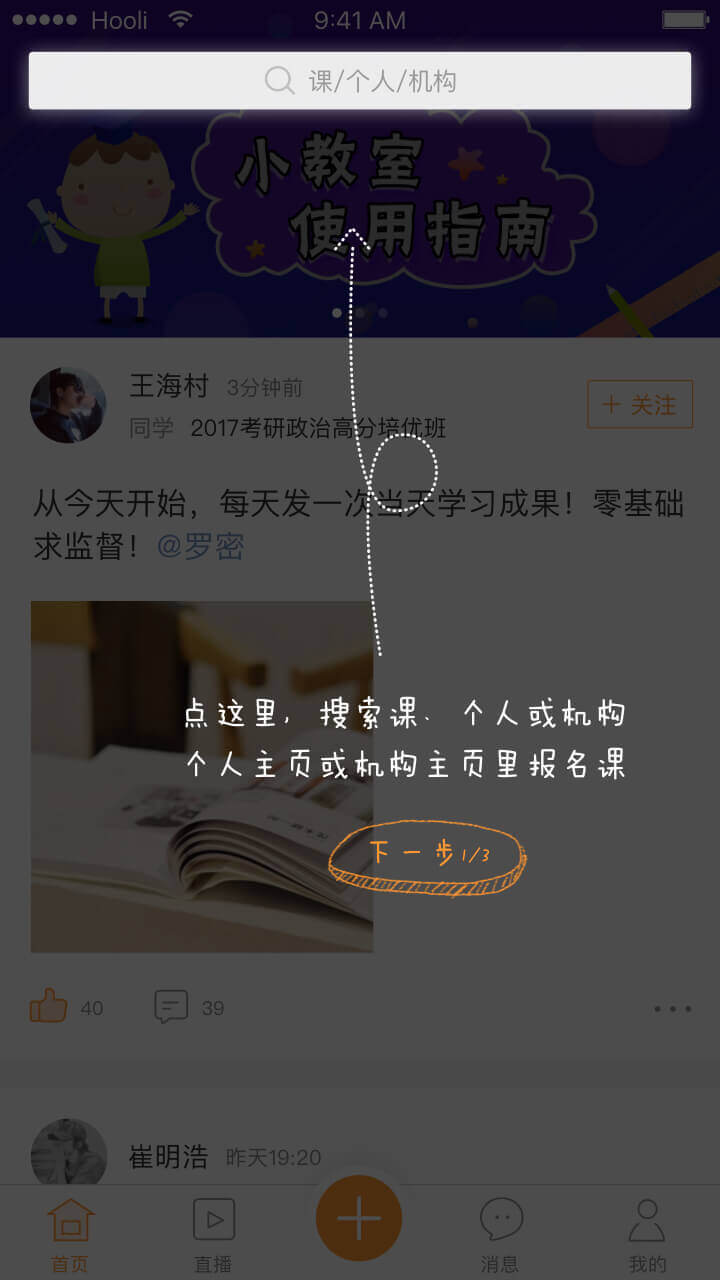 Hooli
9:41 AM
课/个人/机构
小教室
使用指南
王海村 3分钟前
+ 关注
同学 2017考研政治高分培优班
从今天开始，每天发一次当天学习成果！零基础
求监督！@罗密
点这里，搜索课、个人或机构
个人主页或机构主页里报名课
下一步1/3
40
39
崔明浩 昨天19:20
首页
直播
消息
我的